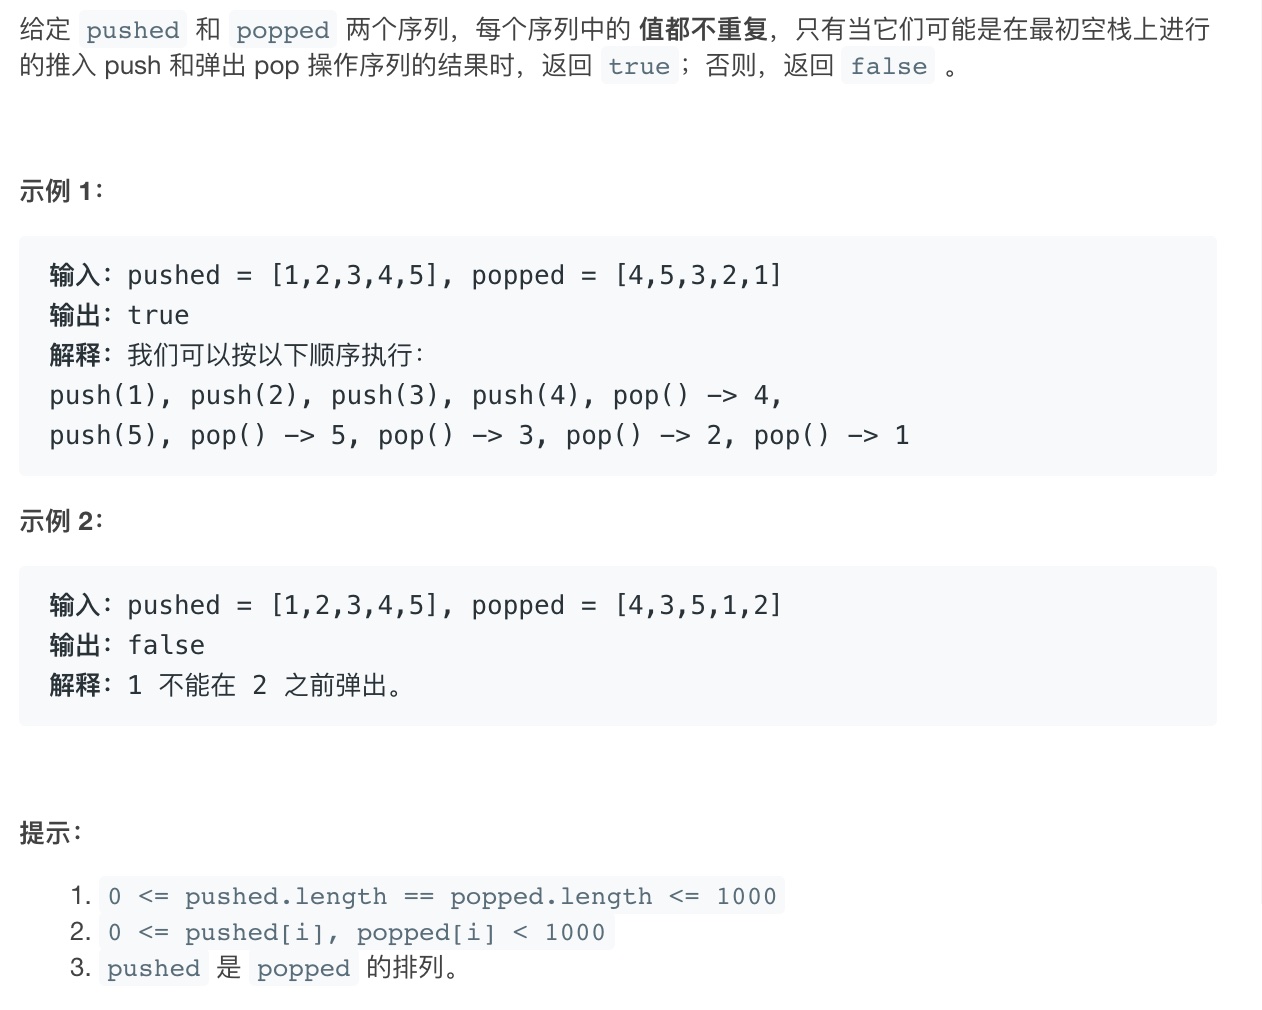 给定 pushed 和 popped 两个序列，每个序列中的 值都不重复，只有当它们可能是在最初空栈上进行
的推入 push 和弹出 pop 操作序列的结果时，返回 true；否则，返回 false 。
示例 1：
输入：pushed = [1,2,3,4,5], popped = [4,5,3,2,1]
输出：true
解释：我们可以按以下顺序执行：
push(1), push(2), push(3), push(4), pop() -> 4,
push(5), pop() -> 5, pop() -> 3, pop() -> 2, pop() -> 1
示例 2：
输入：pushed = [1,2,3,4,5], popped = [4,3,5,1,2]
输出：false
解释：1 不能在 2 之前弹出。
提示：
1. 0 <= pushed.length == popped.length <= 1000
2. 0 <= pushed[i], popped[i] < 1000
3. pushed 是 popped 的排列。